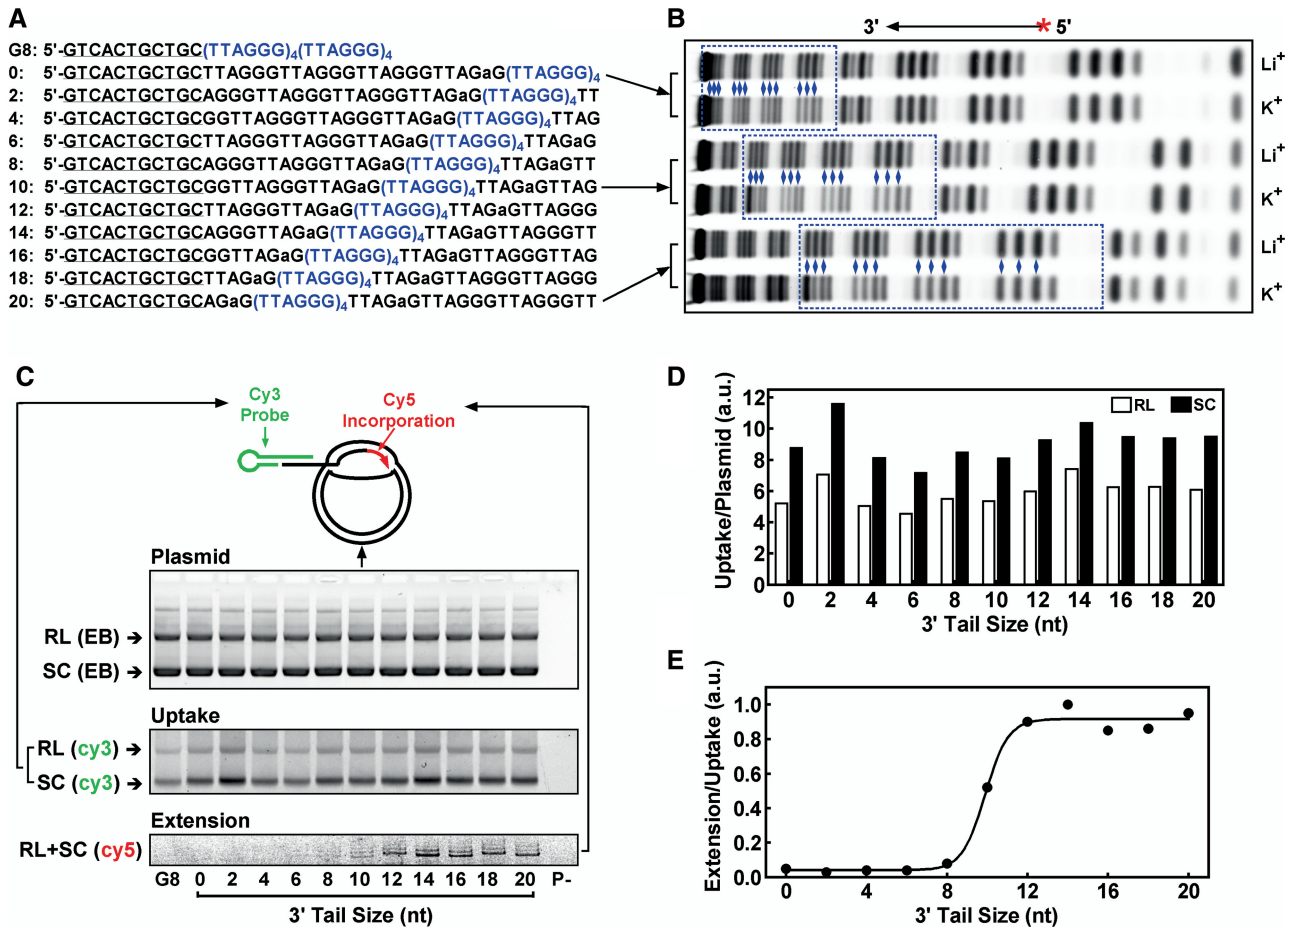 A
G8: 5'-GTCACTGCTGC(TTAGGG)4(TTAGGG)4
0: 5'-GTCACTGCTGCTTAGGGTTAGGGTTAGGGTTAGaG(TTAGGG)4
2: 5'-GTCACTGCTGCAGGGTTAGGGTTAGGGTTAGaG(TTAGGG)4TT
4: 5'-GTCACTGCTGCGGTTAGGGTTAGGGTTAGaG(TTAGGG)4TTAG
6: 5'-GTCACTGCTGCTTAGGGTTAGGGTTAGaG(TTAGGG)4TTAGaG
8: 5'-GTCACTGCTGCAGGGTTAGGGTTAGaG(TTAGGG)4TTAGaGTT
10: 5'-GTCACTGCTGCGGTTAGGGTTAGaG(TTAGGG)4TTAGaGTTAG
12: 5'-GTCACTGCTGCTTAGGGTTAGaG(TTAGGG)4TTAGaGTTAGGG
14: 5'-GTCACTGCTGCAGGGTTAGaG(TTAGGG)4TTAGaGTTAGGGTT
16: 5'-GTCACTGCTGCGGTTAGaG(TTAGGG)4TTAGaGTTAGGGTTAG
18: 5'-GTCACTGCTGCTTAGaG(TTAGGG)4TTAGaGTTAGGGTTAGGG
20: 5'-GTCACTGCTGCAGaG(TTAGGG)4TTAGaGTTAGGGTTAGGGTT
B
3' * 5'
Li+
K+
Li+
K+
Li+
K+
C
Cy3
Probe
Cy5
Incorporation
Plasmid
RL (EB)
SC (EB)
Uptake
RL (cy3)
SC (cy3)
Extension
RL+SC (cy5)
G8 0 2 4 6 8 10 12 14 16 18 20 P-
3' Tail Size (nt)
D
Uptake/Plasmid (a.u.)
12
10
8
6
4
2
0
RL SC
0 2 4 6 8 10 12 14 16 18 20
3' Tail Size (nt)
E
Extension/Uptake (a.u.)
1.0
0.8
0.6
0.4
0.2
0.0
0 4 8 12 16 20
3' Tail Size (nt)